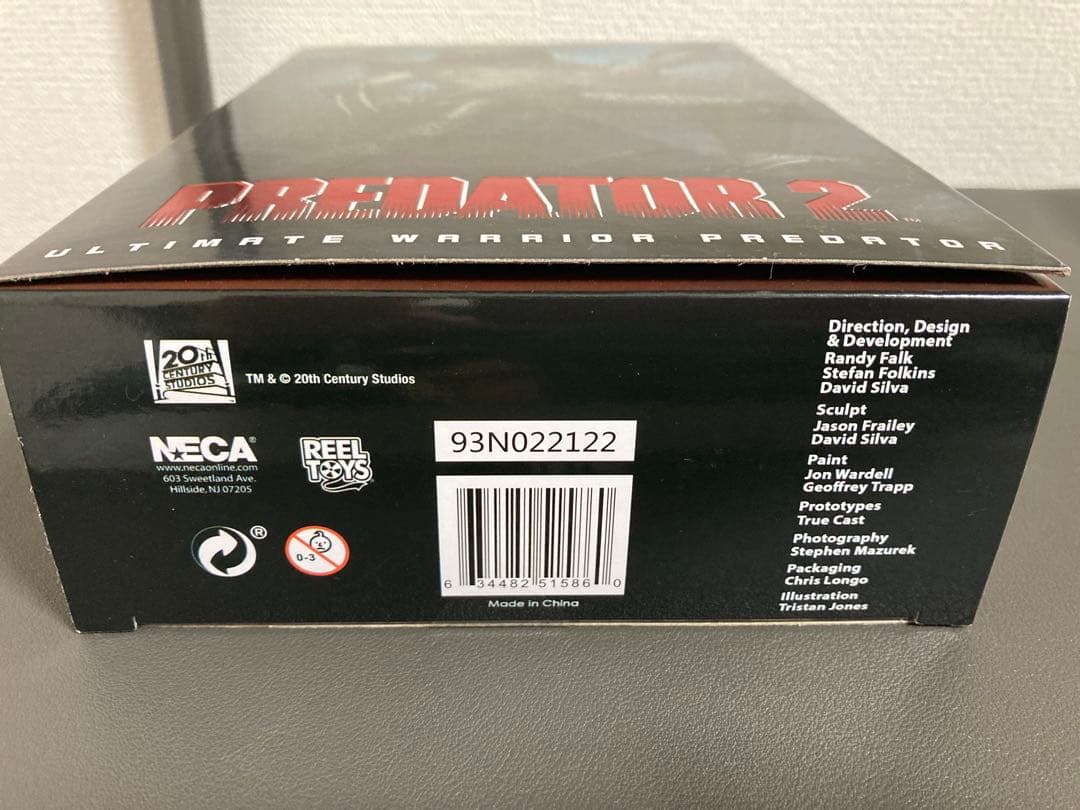 PREDATOR 2™
ULTIMATE WARRIOR PREDATOR
20th
CENTURY
STUDIOS
TM & © 20th Century Studios
NECA®
www.necaonline.com
603 Sweetland Ave.
Hillside, NJ 07205
REEL
TOYS
®
0-3
93N022122
6 34482 51586 0
Made in China
Direction, Design
& Development
Randy Falk
Stefan Folkins
David Silva
Sculpt
Jason Frailey
David Silva
Paint
Jon Wardell
Geoffrey Trapp
Prototypes
True Cast
Photography
Stephen Mazurek
Packaging
Chris Longo
Illustration
Tristan Jones